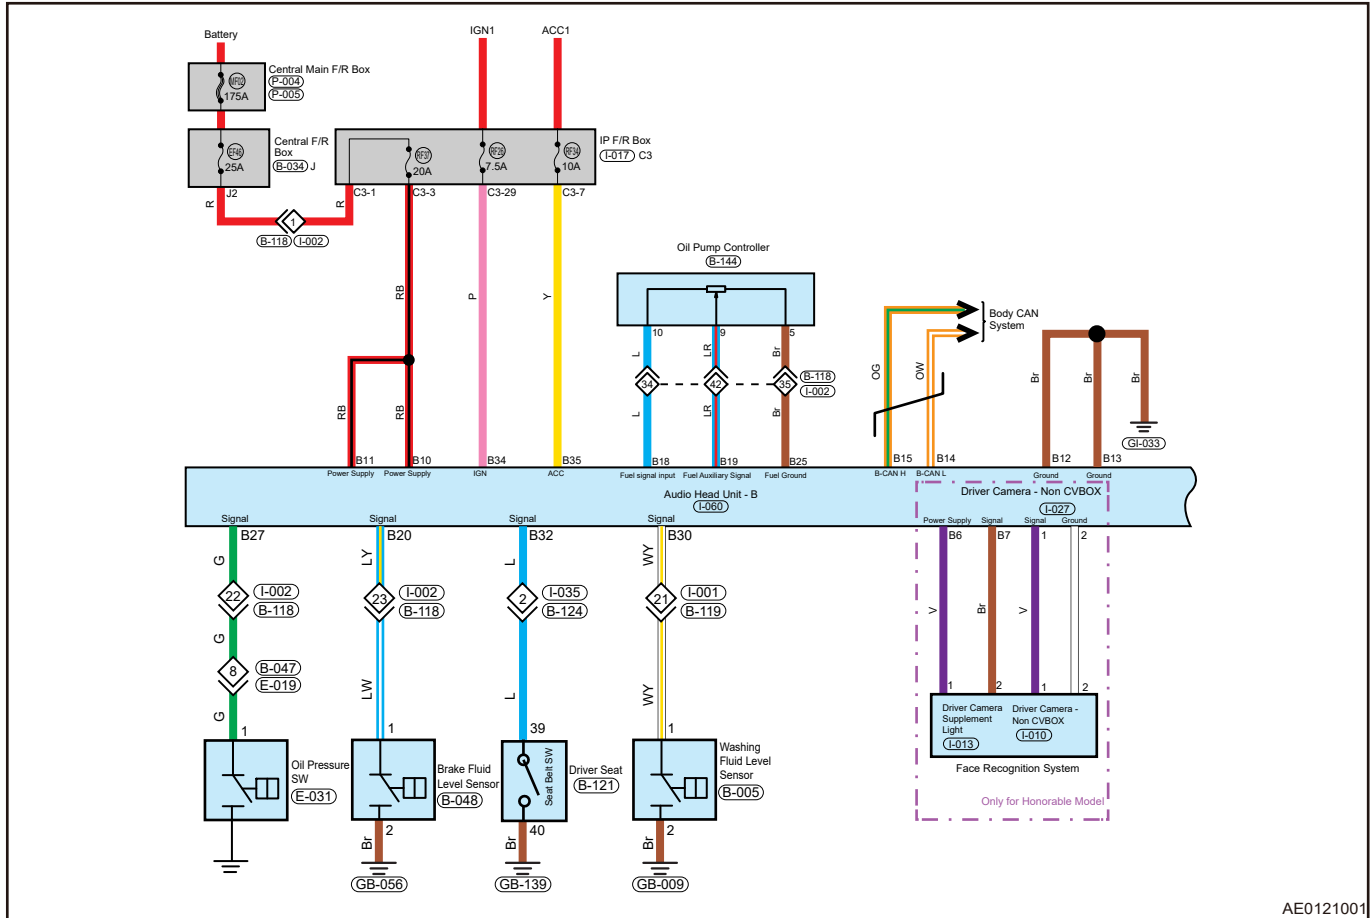 Battery
IGN1
ACC1
Central Main F/R Box
P-004
P-005
MF02
175A
Central F/R
Box
B-034 J
EF46
25A
J2
IP F/R Box
I-017 C3
RF37
20A
RF26
7.5A
RF34
10A
C3-1
C3-3
C3-29
C3-7
R
R
1
B-118 I-002
RB
P
Y
RB
RB
Oil Pump Controller
B-144
10
9
5
L
LR
Br
34
42
35
B-118
I-002
L
LR
Br
Body CAN
System
OG
OW
Br
Br
Br
GI-033
B11
B10
B34
B35
B18
B19
B25
B15
B14
B12
B13
Power Supply
Power Supply
IGN
ACC
Fuel signal input
Fuel Auxiliary Signal
Fuel Ground
B-CAN H
B-CAN L
Ground
Ground
Audio Head Unit - B
I-060
Driver Camera - Non CVBOX
I-027
Signal
Signal
Signal
Signal
Power Supply
Signal
Signal
Ground
B27
B20
B32
B30
B6
B7
1
2
G
LY
L
WY
22
I-002
B-118
23
I-002
B-118
2
I-035
B-124
21
I-001
B-119
G
8
B-047
E-019
G
LW
L
WY
V
Br
V
1
2
1
2
Driver Camera
Supplement
Light
I-013
Driver Camera -
Non CVBOX
I-010
Face Recognition System
Only for Honorable Model
1
Oil Pressure
SW
E-031
1
Brake Fluid
Level Sensor
B-048
2
Br
GB-056
39
Seat Belt SW
Driver Seat
B-121
40
Br
GB-139
1
Washing
Fluid Level
Sensor
B-005
2
Br
GB-009
AE0121001